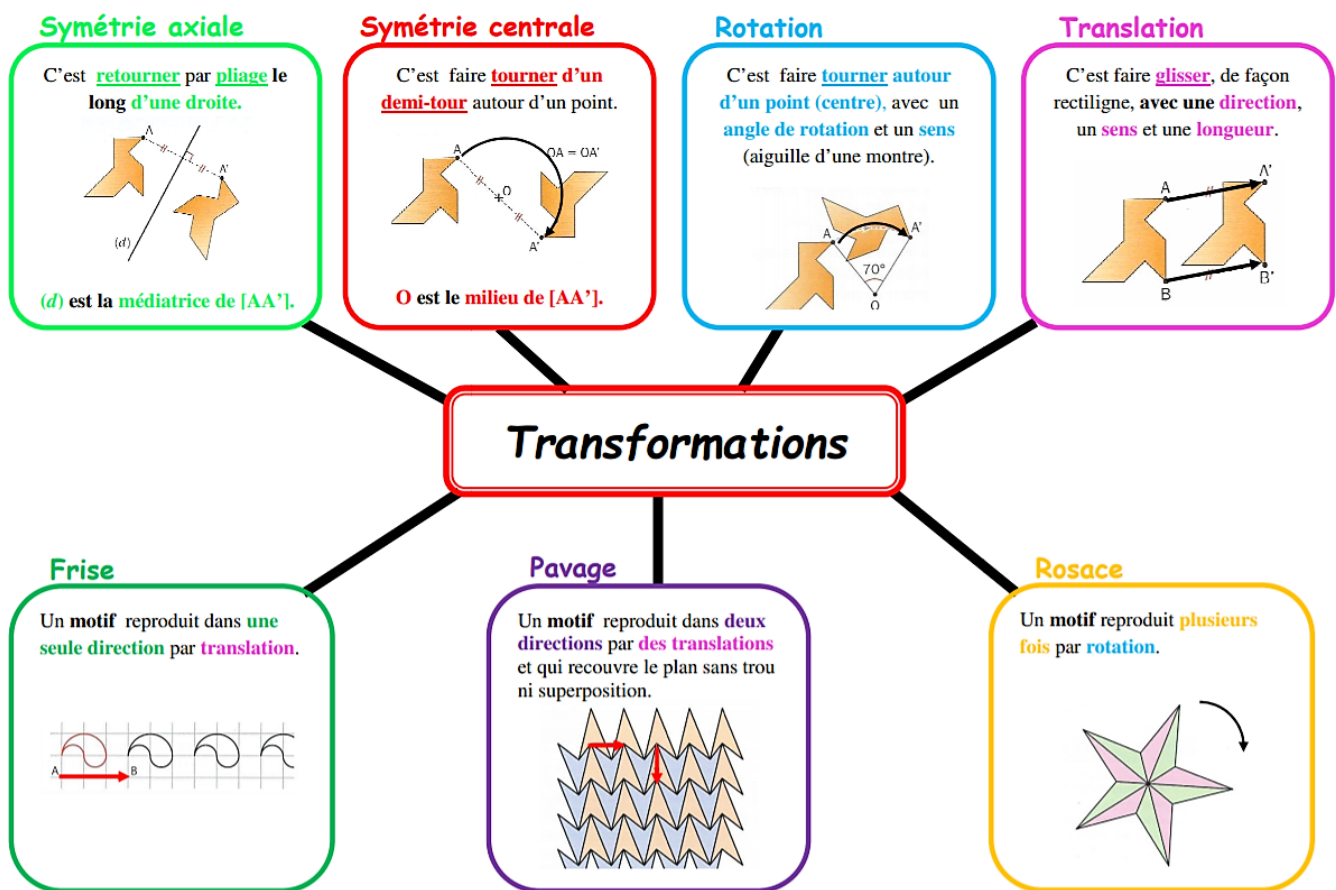 Symétrie axiale
C'est retourner par pliage le
long d'une droite.
A
A'
(d)
(d) est la médiatrice de [AA'].
Symétrie centrale
C'est faire tourner d'un
demi-tour autour d'un point.
A
OA = OA'
O
A'
O est le milieu de [AA'].
Rotation
C'est faire tourner autour
d'un point (centre), avec un
angle de rotation et un sens
(aiguille d'une montre).
A
A'
70°
O
Translation
C'est faire glisser, de façon
rectiligne, avec une direction,
un sens et une longueur.
A
A'
B
B'
Transformations
Frise
Un motif reproduit dans une
seule direction par translation.
A
B
Pavage
Un motif reproduit dans deux
directions par des translations
et qui recouvre le plan sans trou
ni superposition.
Rosace
Un motif reproduit plusieurs
fois par rotation.